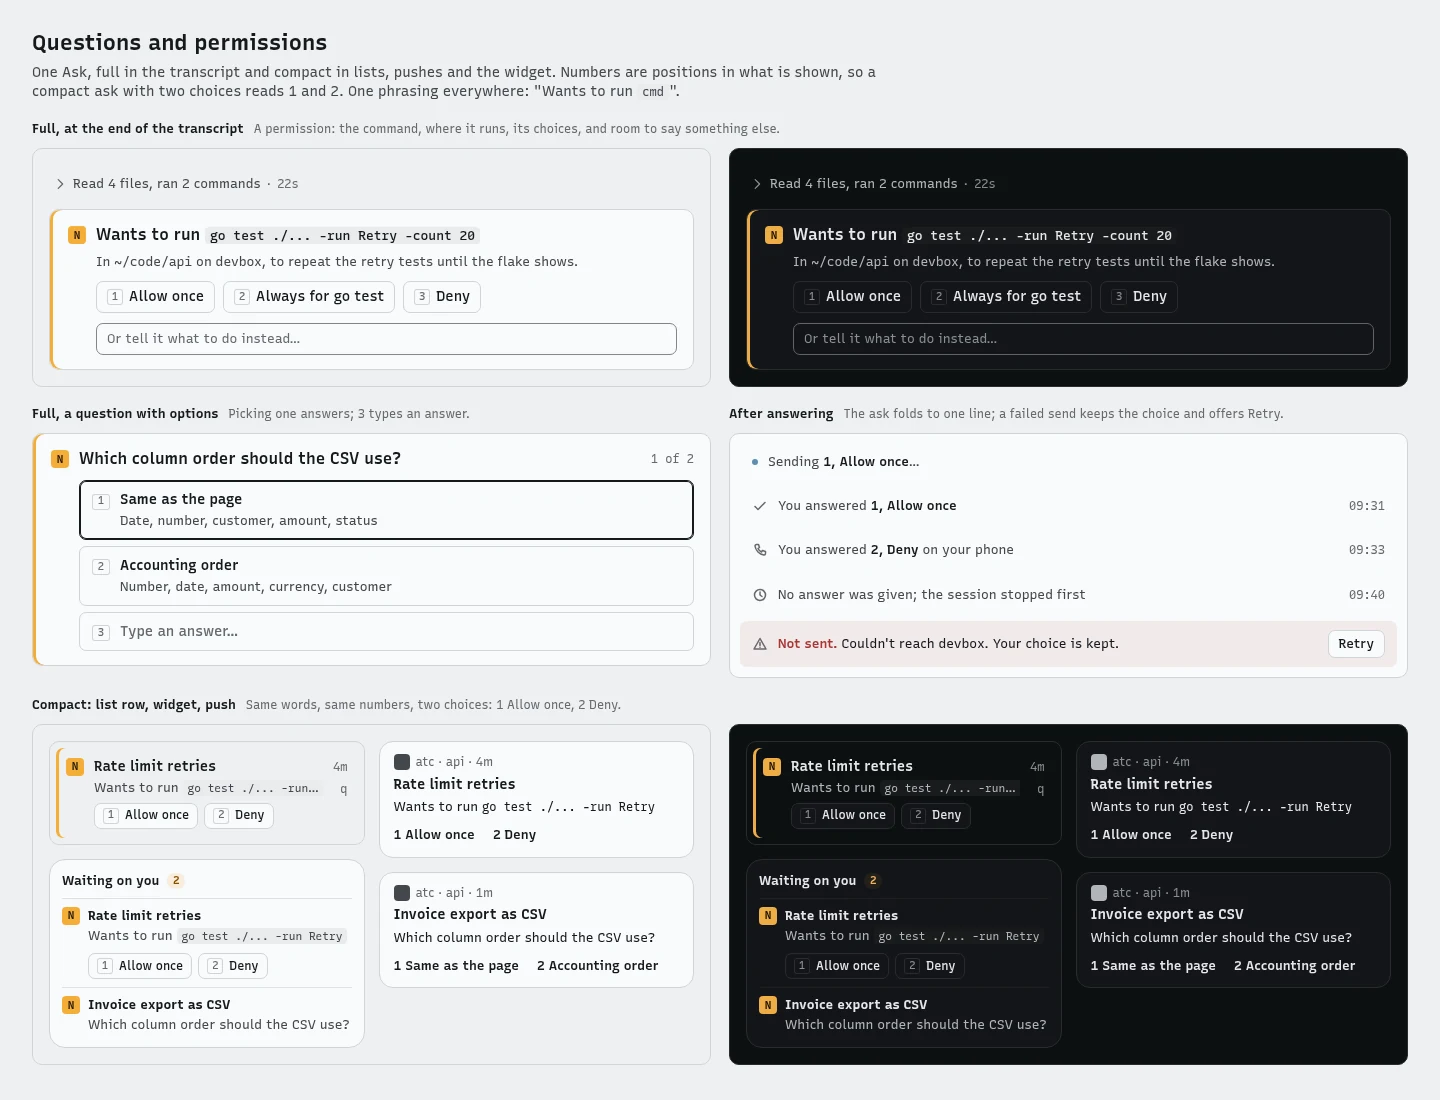 Questions and permissions
One Ask, full in the transcript and compact in lists, pushes and the widget. Numbers are positions in what is shown, so a
compact ask with two choices reads 1 and 2. One phrasing everywhere: "Wants to run cmd ".
Full, at the end of the transcript A permission: the command, where it runs, its choices, and room to say something else.
Read 4 files, ran 2 commands · 22s
N Wants to run go test ./... -run Retry -count 20
In ~/code/api on devbox, to repeat the retry tests until the flake shows.
1 Allow once 2 Always for go test 3 Deny
Or tell it what to do instead…
Read 4 files, ran 2 commands · 22s
N Wants to run go test ./... -run Retry -count 20
In ~/code/api on devbox, to repeat the retry tests until the flake shows.
1 Allow once 2 Always for go test 3 Deny
Or tell it what to do instead…
Full, a question with options Picking one answers; 3 types an answer.
N Which column order should the CSV use? 1 of 2
1 Same as the page
Date, number, customer, amount, status
2 Accounting order
Number, date, amount, currency, customer
3 Type an answer…
After answering The ask folds to one line; a failed send keeps the choice and offers Retry.
Sending 1, Allow once…
You answered 1, Allow once 09:31
You answered 2, Deny on your phone 09:33
No answer was given; the session stopped first 09:40
Not sent. Couldn't reach devbox. Your choice is kept. Retry
Compact: list row, widget, push Same words, same numbers, two choices: 1 Allow once, 2 Deny.
N Rate limit retries 4m
Wants to run go test ./... -run… q
1 Allow once 2 Deny
Waiting on you 2
N Rate limit retries
Wants to run go test ./... -run Retry
1 Allow once 2 Deny
N Invoice export as CSV
Which column order should the CSV use?
atc · api · 4m
Rate limit retries
Wants to run go test ./... -run Retry
1 Allow once 2 Deny
atc · api · 1m
Invoice export as CSV
Which column order should the CSV use?
1 Same as the page 2 Accounting order
N Rate limit retries 4m
Wants to run go test ./... -run… q
1 Allow once 2 Deny
Waiting on you 2
N Rate limit retries
Wants to run go test ./... -run Retry
1 Allow once 2 Deny
N Invoice export as CSV
Which column order should the CSV use?
atc · api · 4m
Rate limit retries
Wants to run go test ./... -run Retry
1 Allow once 2 Deny
atc · api · 1m
Invoice export as CSV
Which column order should the CSV use?
1 Same as the page 2 Accounting order